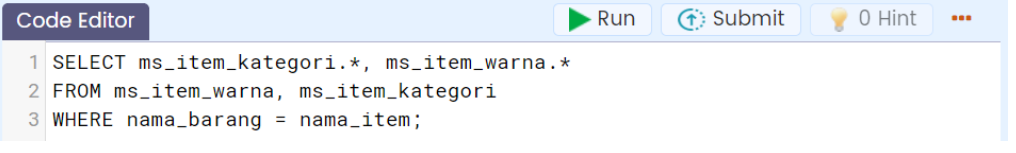 Code Editor Run Submit 0 Hint
1 SELECT ms_item_kategori.*, ms_item_warna.*
2 FROM ms_item_warna, ms_item_kategori
3 WHERE nama_barang = nama_item;